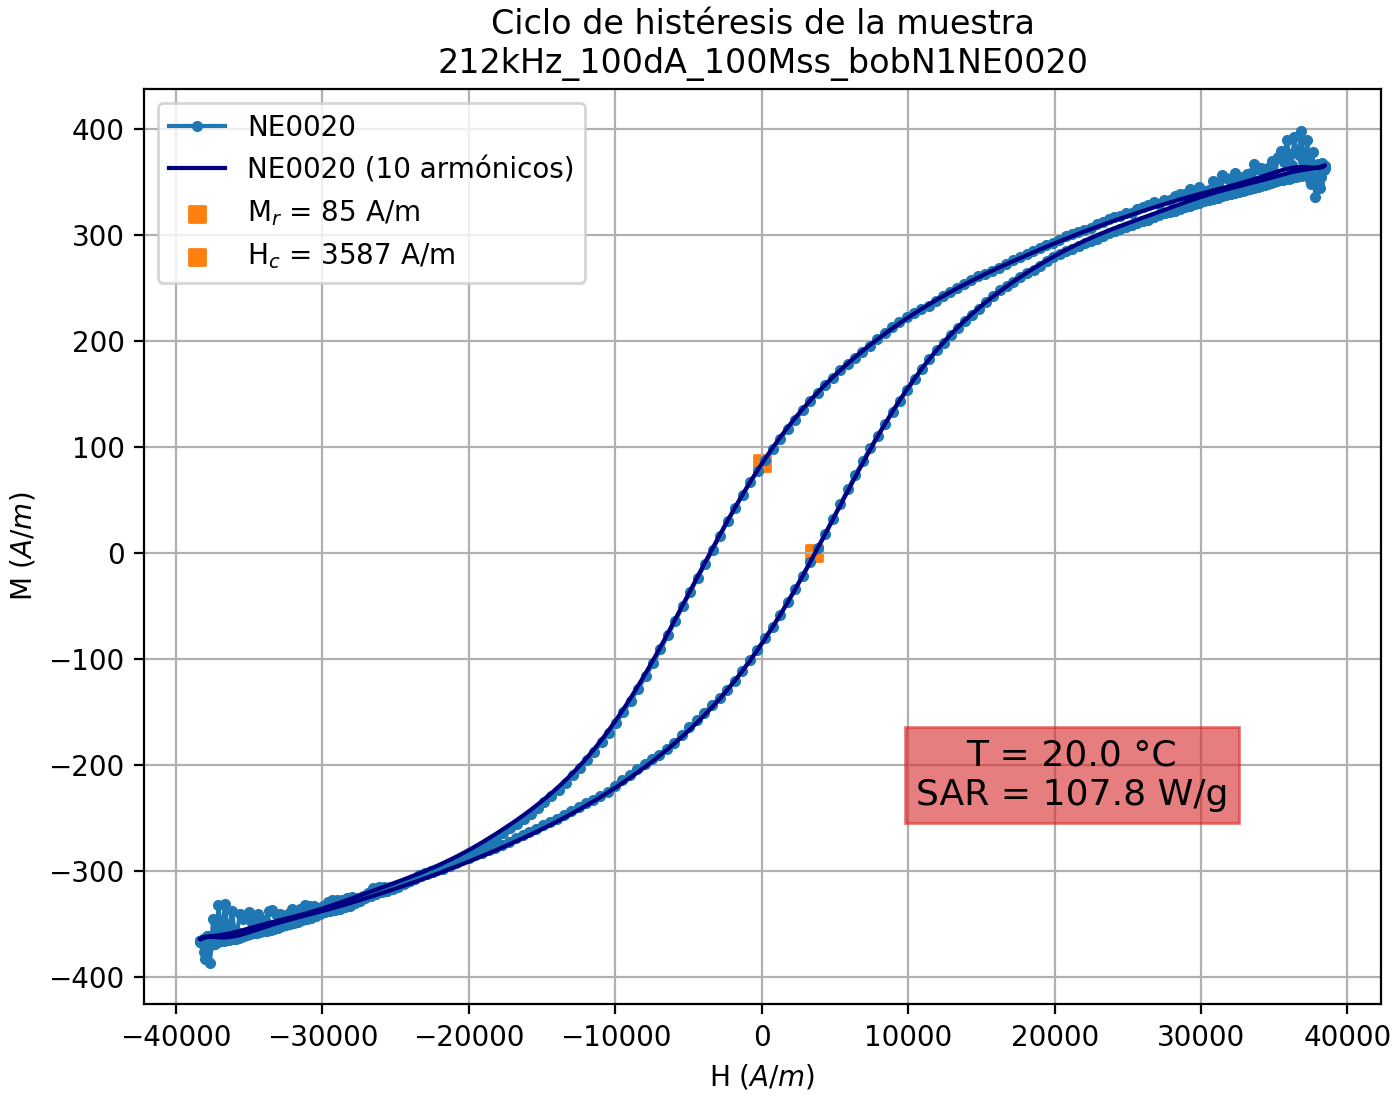 Ciclo de histéresis de la muestra
212kHz_100dA_100Mss_bobN1NE0020
NE0020
NE0020 (10 armónicos)
Mᵣ = 85 A/m
H꜀ = 3587 A/m
400
300
200
100
0
−100
−200
−300
−400
M (A/m)
T = 20.0 °C
SAR = 107.8 W/g
−40000 −30000 −20000 −10000 0 10000 20000 30000 40000
H (A/m)